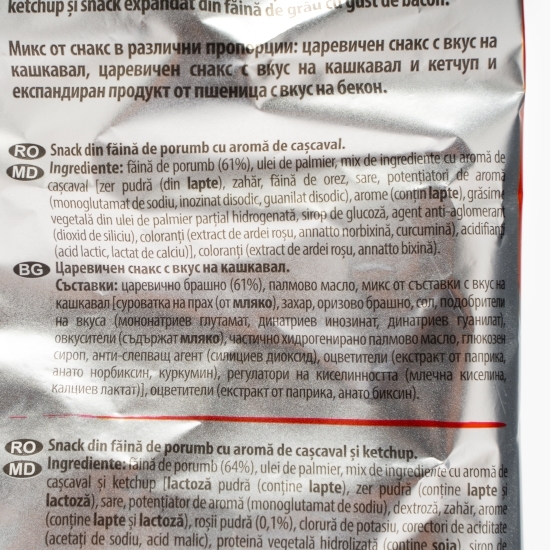 ketchup și snack expandat din făină de grâu cu gust de bacon.
Микс от снакс в различни пропорции: царевичен снакс с вкус на
кашкавал, царевичен снакс с вкус на кашкавал и кетчуп и
експандиран продукт от пшеница с вкус на бекон.
RO Snack din făină de porumb cu aromă de cașcaval.
MD Ingrediente: făină de porumb (61%), ulei de palmier, mix de ingrediente cu aromă de
cașcaval [zer pudră (din lapte), zahăr, făină de orez, sare, potențiatori de aromă
(monoglutamat de sodiu, inozinat disodic, guanilat disodic), arome (conțin lapte), grăsime
vegetală din ulei de palmier parțial hidrogenată, sirop de glucoză, agent anti-aglomerant
(dioxid de siliciu), coloranți (extract de ardei roșu, annatto norbixină, curcumină), acidifianți
(acid lactic, lactat de calciu)], coloranți (extract de ardei roșu, annatto bixină).
BG Царевичен снакс с вкус на кашкавал.
Съставки: царевично брашно (61%), палмово масло, микс от съставки с вкус на
кашкавал [суроватка на прах (от мляко), захар, оризово брашно, сол, подобрители
на вкуса (мононатриев глутамат, динатриев инозинат, динатриев гуанилат),
овкусители (съдържат мляко), частично хидрогенирано палмово масло, глюкозен
сироп, анти-слепващ агент (силициев диоксид), оцветители (екстракт от паприка,
анато норбиксин, куркумин), регулатори на киселинността (млечна киселина,
калциев лактат)], оцветители (екстракт от паприка, анато биксин).
RO Snack din făină de porumb cu aromă de cașcaval și ketchup.
MD Ingrediente: făină de porumb (64%), ulei de palmier, mix de ingrediente cu aromă de
cașcaval și ketchup [lactoză pudră (conține lapte), zer pudră (conține lapte și
lactoză), sare, potențiator de aromă (monoglutamat de sodiu), dextroză, zahăr, arome
(conține lapte și lactoză), roșii pudră (0,1%), clorură de potasiu, corectori de aciditate
(acetați de sodiu, acid malic), proteină vegetală hidrolizată (conține soia), sirop de